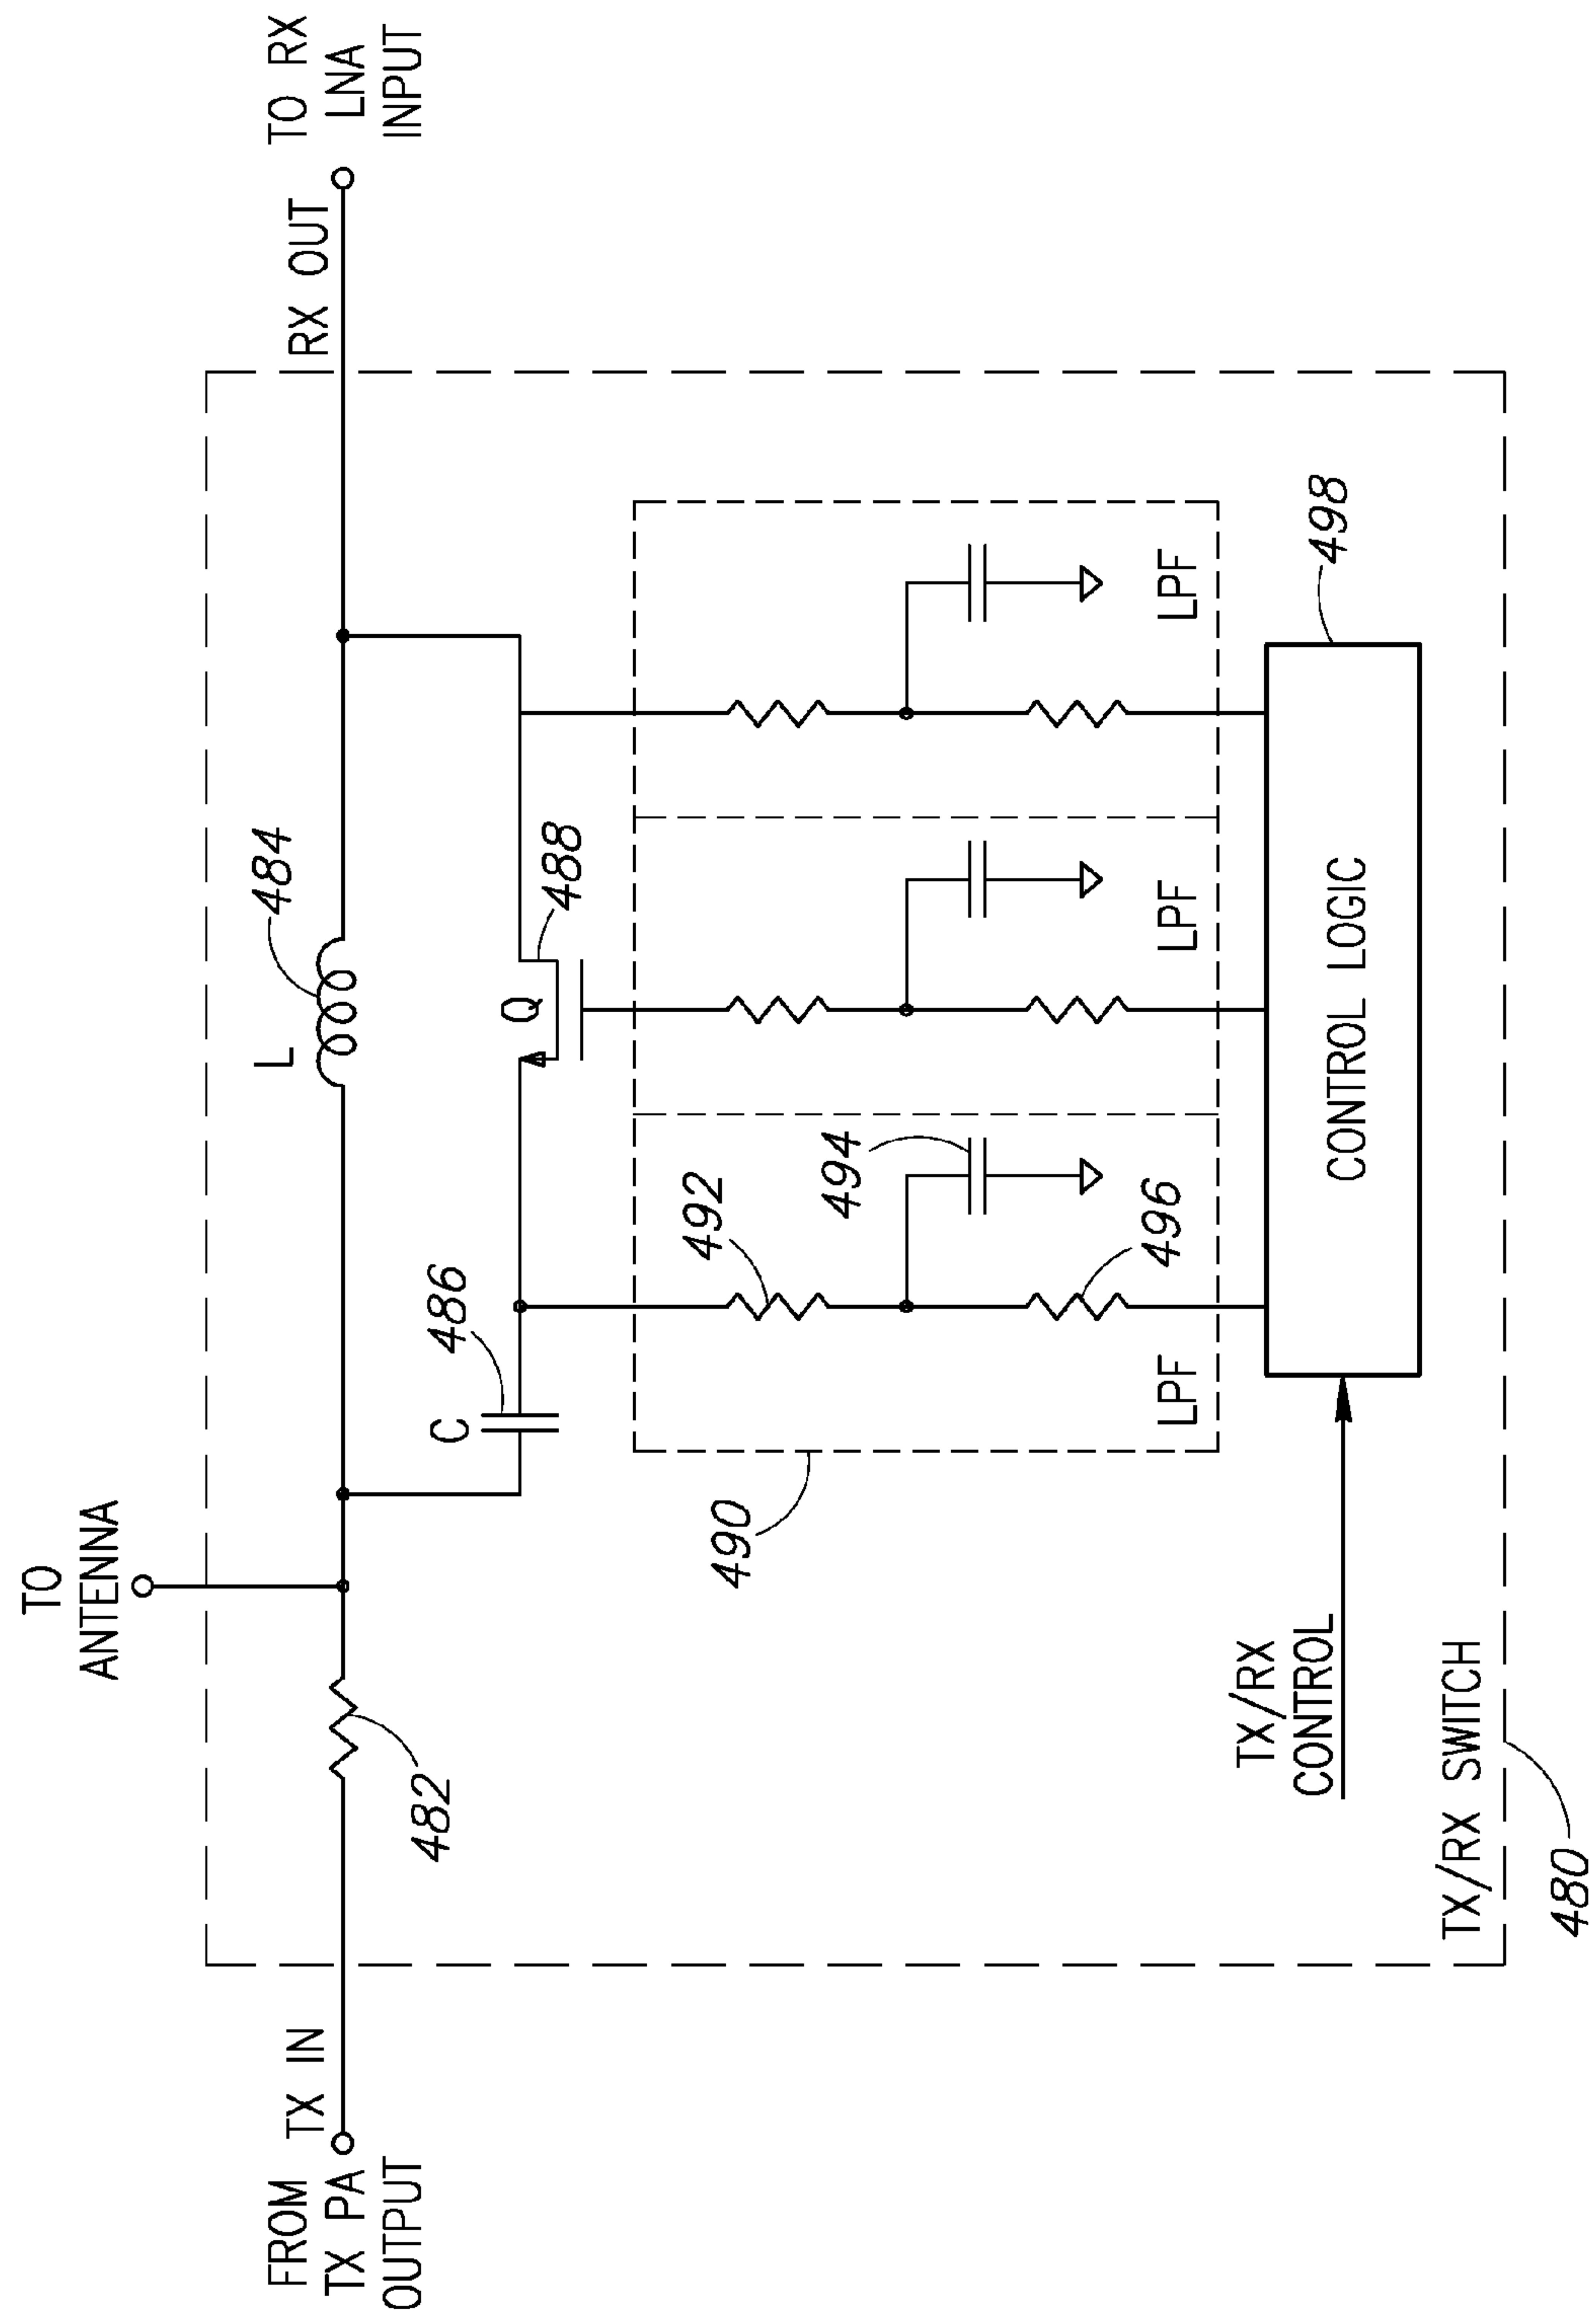 TO
ANTENNA
FROM
TX PA
OUTPUT
TX IN
482
L
484
RX OUT
TO RX
LNA
INPUT
C
486
Q
488
490
492
494
496
LPF
LPF
LPF
TX/RX
CONTROL
CONTROL LOGIC
498
TX/RX SWITCH
480